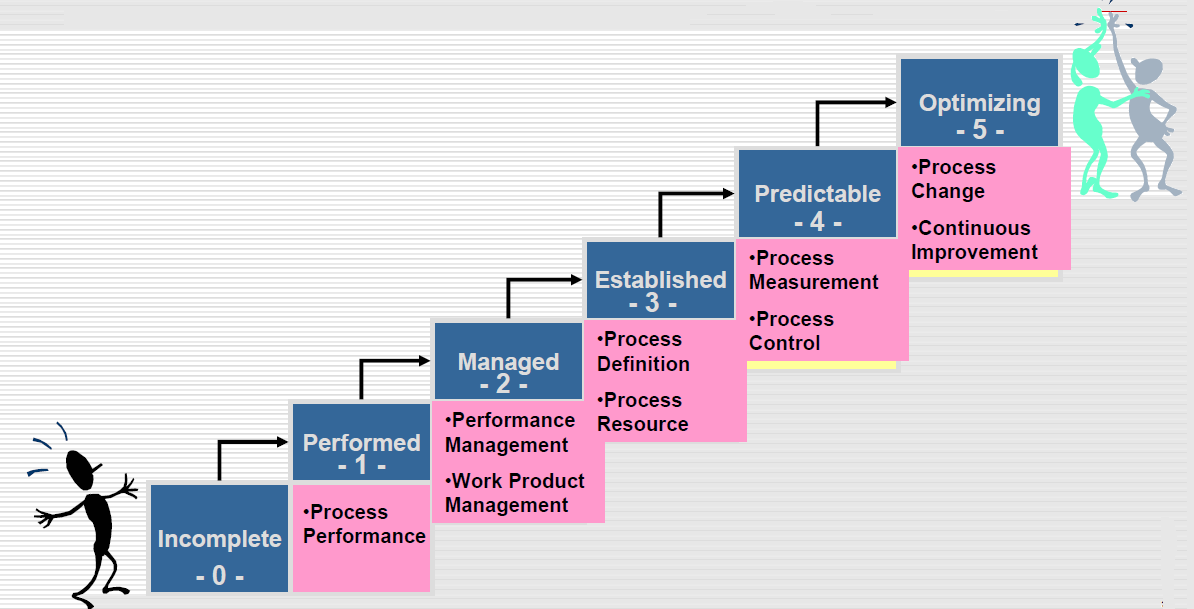 Optimizing
- 5 -
•Process
Change
•Continuous
Improvement
Predictable
- 4 -
•Process
Measurement
•Process
Control
Established
- 3 -
•Process
Definition
•Process
Resource
Managed
- 2 -
•Performance
Management
•Work Product
Management
Performed
- 1 -
•Process
Performance
Incomplete
- 0 -